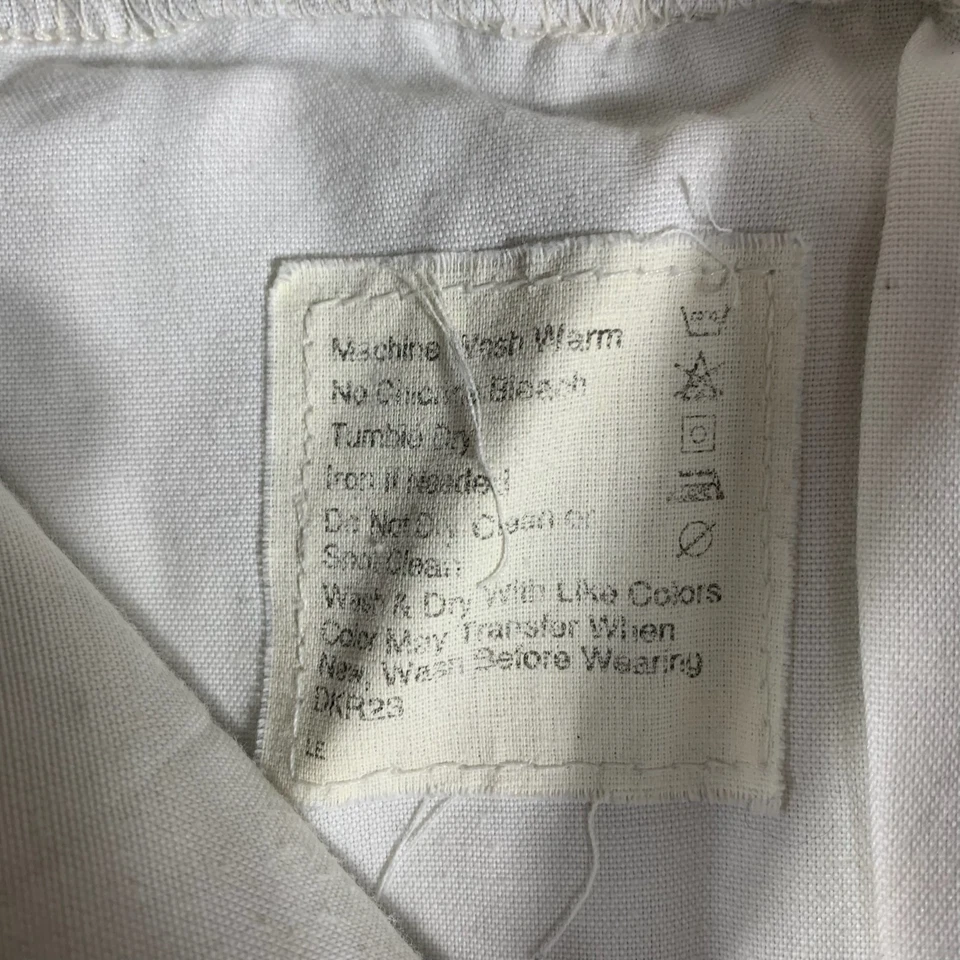 Machine Wash Warm
No Chlorine Bleach
Tumble Dry
Iron If Needed
Do Not Dry Clean or
Spot Clean
Wash & Dry With Like Colors
Color May Transfer When
New, Wash Before Wearing
DKR23
LE